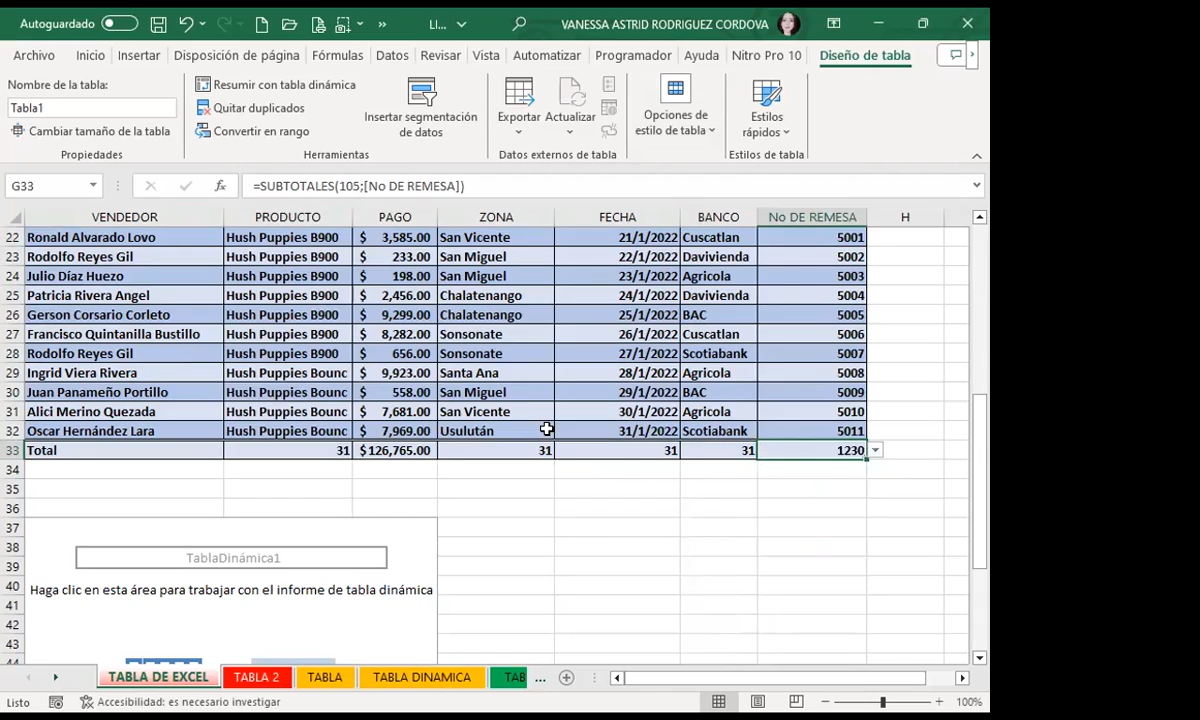 Autoguardado
LI...
VANESSA ASTRID RODRIGUEZ CORDOVA
Archivo Inicio Insertar Disposición de página Fórmulas Datos Revisar Vista Automatizar Programador Ayuda Nitro Pro 10 Diseño de tabla
Nombre de la tabla:
Tabla1
Cambiar tamaño de la tabla
Propiedades
Resumir con tabla dinámica
Quitar duplicados
Convertir en rango
Insertar segmentación
de datos
Herramientas
Exportar Actualizar
Datos externos de tabla
Opciones de
estilo de tabla
Estilos
rápidos
Estilos de tabla
G33 fx =SUBTOTALES(105;[No DE REMESA])
VENDEDOR PRODUCTO PAGO ZONA FECHA BANCO No DE REMESA H
22 Ronald Alvarado Lovo Hush Puppies B900 $ 3,585.00 San Vicente 21/1/2022 Cuscatlan 5001
23 Rodolfo Reyes Gil Hush Puppies B900 $ 233.00 San Miguel 22/1/2022 Davivienda 5002
24 Julio Díaz Huezo Hush Puppies B900 $ 198.00 San Miguel 23/1/2022 Agricola 5003
25 Patricia Rivera Angel Hush Puppies B900 $ 2,456.00 Chalatenango 24/1/2022 Davivienda 5004
26 Gerson Corsario Corleto Hush Puppies B900 $ 9,299.00 Chalatenango 25/1/2022 BAC 5005
27 Francisco Quintanilla Bustillo Hush Puppies B900 $ 8,282.00 Sonsonate 26/1/2022 Cuscatlan 5006
28 Rodolfo Reyes Gil Hush Puppies B900 $ 656.00 Sonsonate 27/1/2022 Scotiabank 5007
29 Ingrid Viera Rivera Hush Puppies Bounc $ 9,923.00 Santa Ana 28/1/2022 Agricola 5008
30 Juan Panameño Portillo Hush Puppies Bounc $ 558.00 San Miguel 29/1/2022 BAC 5009
31 Alici Merino Quezada Hush Puppies Bounc $ 7,681.00 San Vicente 30/1/2022 Agricola 5010
32 Oscar Hernández Lara Hush Puppies Bounc $ 7,969.00 Usulután 31/1/2022 Scotiabank 5011
33 Total 31 $126,765.00 31 31 31 1230
34
35
36
37
38 TablaDinámica1
39
40 Haga clic en esta área para trabajar con el informe de tabla dinámica
41
42
43
44
TABLA DE EXCEL TABLA 2 TABLA TABLA DINAMICA TAB ...
Listo Accesibilidad: es necesario investigar 100%